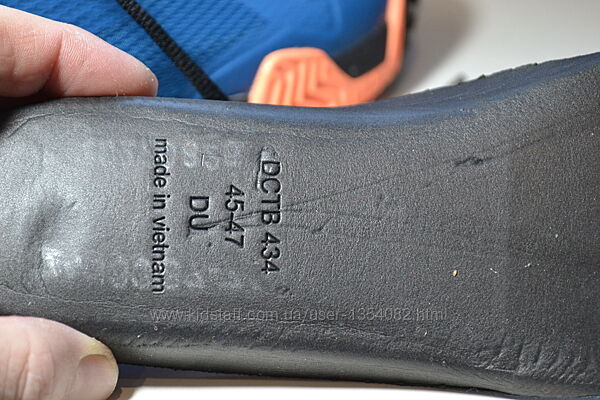 DCTB 434
45-47
DU
made in vietnam
www.kidstaff.com.ua/user-1354082.html